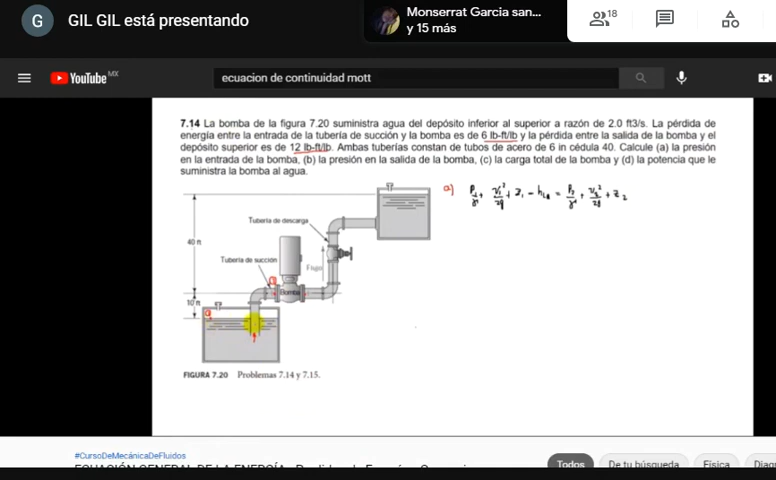 G GIL GIL está presentando
Monserrat Garcia san...
y 15 más
18
YouTube MX
ecuacion de continuidad mott
7.14 La bomba de la figura 7.20 suministra agua del depósito inferior al superior a razón de 2.0 ft3/s. La pérdida de
energía entre la entrada de la tubería de succión y la bomba es de 6 lb-ft/lb y la pérdida entre la salida de la bomba y el
depósito superior es de 12 lb-ft/lb. Ambas tuberías constan de tubos de acero de 6 in cédula 40. Calcule (a) la presión
en la entrada de la bomba, (b) la presión en la salida de la bomba, (c) la carga total de la bomba y (d) la potencia que le
suministra la bomba al agua.
a)
Tubería de descarga
40 ft
Tubería de succión
Flujo
Bomba
10 ft
FIGURA 7.20 Problemas 7.14 y 7.15.
#CursoDeMecánicaDeFluidos
Todos
De tu búsqueda
Física